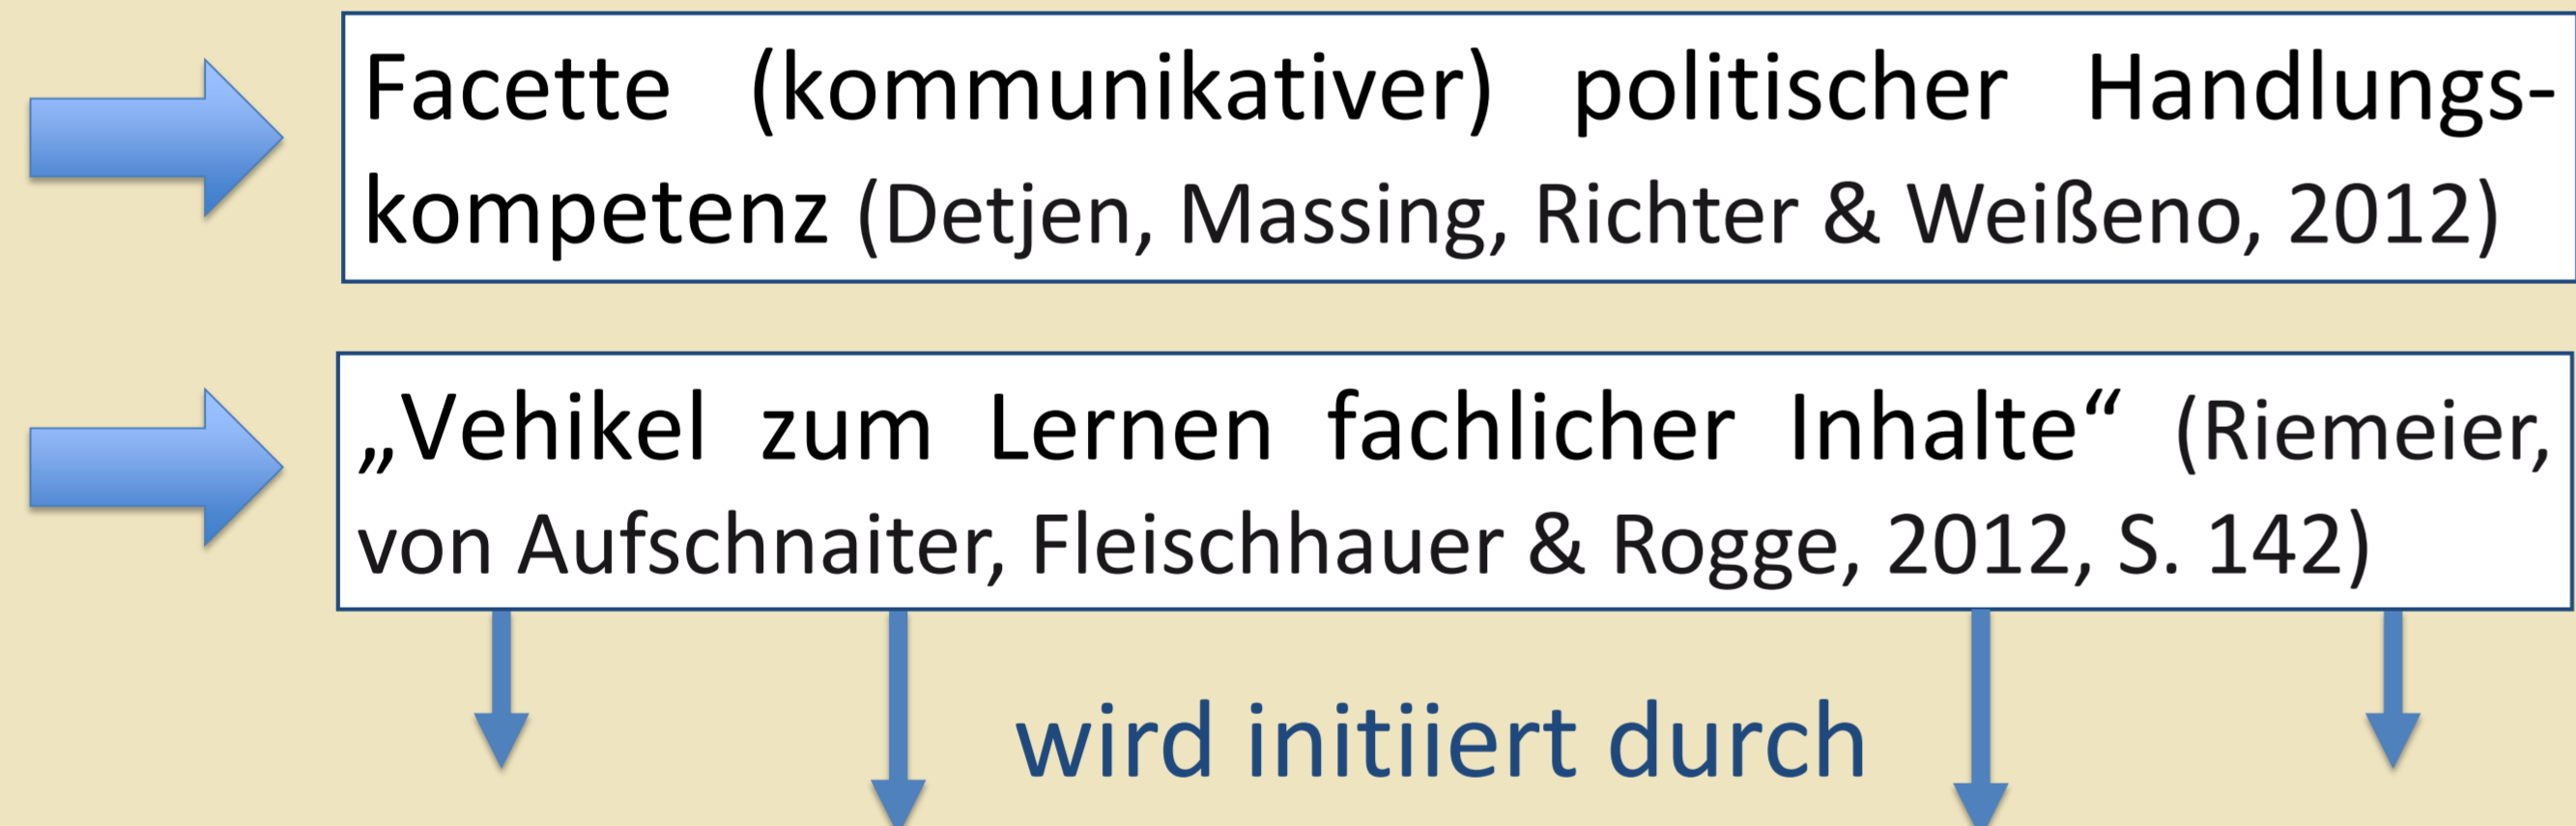 Facette (kommunikativer) politischer Handlungs-
kompetenz (Detjen, Massing, Richter & Weißeno, 2012)
„Vehikel zum Lernen fachlicher Inhalte“ (Riemeier,
von Aufschnaiter, Fleischhauer & Rogge, 2012, S. 142)
wird initiiert durch